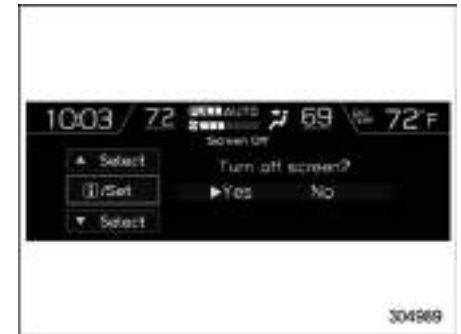 10:03 72 AUTO 69 72°F
Screen Off
▲ Select
Turn off screen?
i/Set
▶Yes No
▼ Select
304989